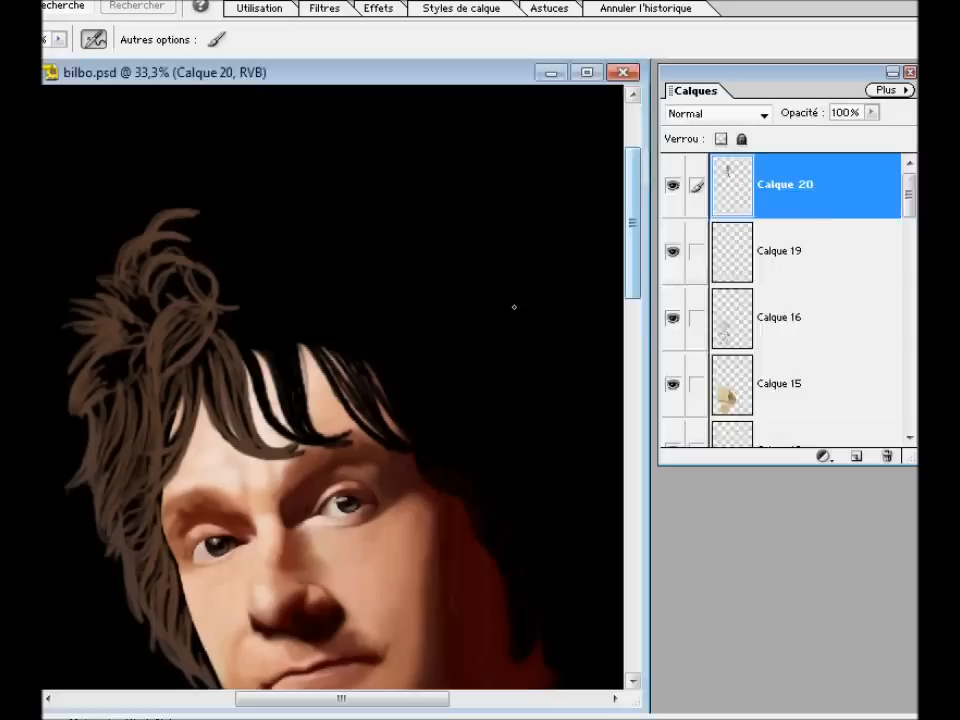 echerche Rechercher ? Utilisation Filtres Effets Styles de calque Astuces Annuler l'historique
% Autres options :
bilbo.psd @ 33,3% (Calque 20, RVB)
Calques Plus
Normal Opacité : 100%
Verrou :
Calque 20
Calque 19
Calque 16
Calque 15